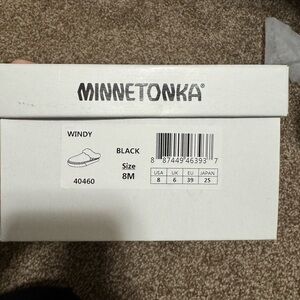 MINNETONKA®
WINDY
BLACK
Size
8M
40460
8 87449 46393 7
USA UK EU JAPAN
8 6 39 25